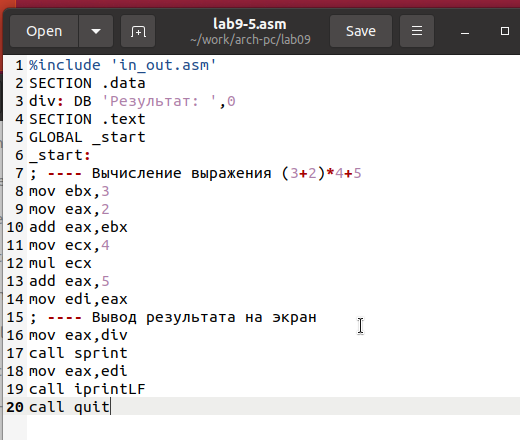 Open
lab9-5.asm
~/work/arch-pc/lab09
Save
1 %include 'in_out.asm'
2 SECTION .data
3 div: DB 'Результат: ',0
4 SECTION .text
5 GLOBAL _start
6 _start:
7 ; ---- Вычисление выражения (3+2)*4+5
8 mov ebx,3
9 mov eax,2
10 add eax,ebx
11 mov ecx,4
12 mul ecx
13 add eax,5
14 mov edi,eax
15 ; ---- Вывод результата на экран
16 mov eax,div
17 call sprint
18 mov eax,edi
19 call iprintLF
20 call quit